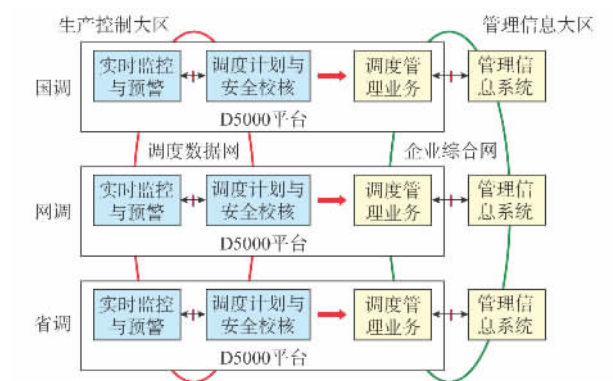 生产控制大区
管理信息大区
国调
实时监控
与预警
调度计划与
安全校核
调度管
理业务
管理信
息系统
D5000平台
调度数据网
企业综合网
网调
实时监控
与预警
调度计划与
安全校核
调度管
理业务
管理信
息系统
D5000平台
省调
实时监控
与预警
调度计划与
安全校核
调度管
理业务
管理信
息系统
D5000平台